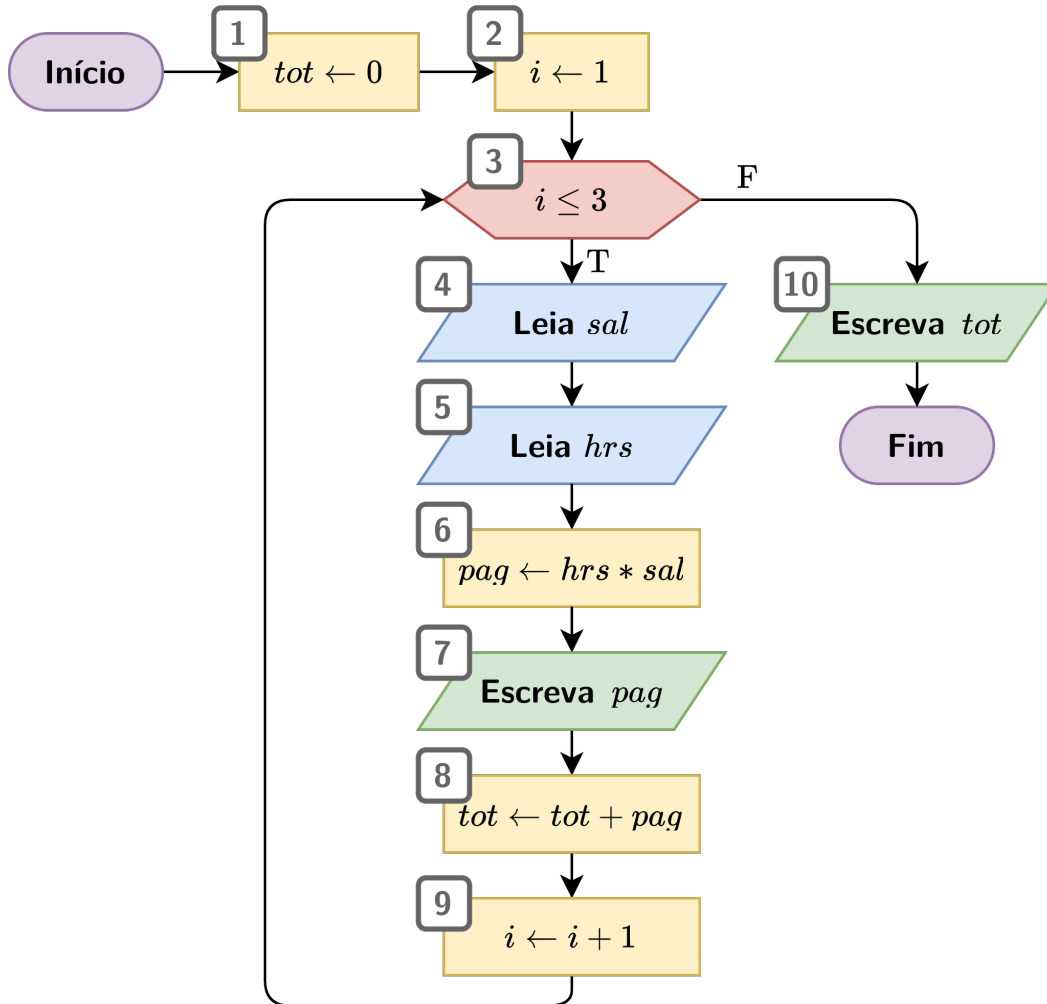 Início
1
tot ← 0
2
i ← 1
3
i ≤ 3
F
T
4
Leia sal
10
Escreva tot
5
Leia hrs
Fim
6
pag ← hrs * sal
7
Escreva pag
8
tot ← tot + pag
9
i ← i + 1